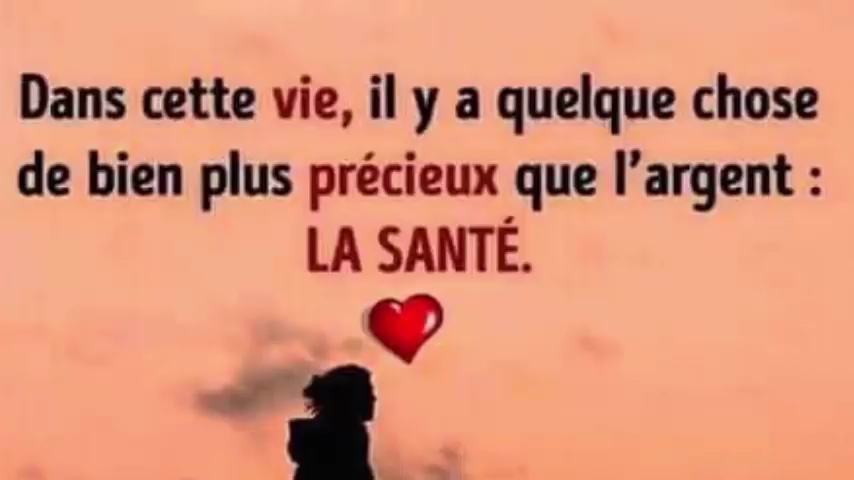 Dans cette vie, il y a quelque chose
de bien plus précieux que l’argent :
LA SANTÉ.